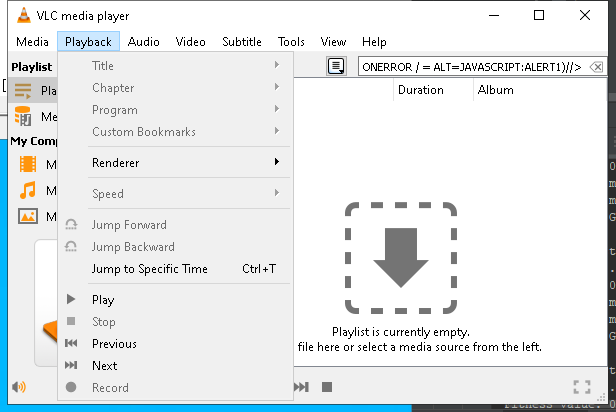 VLC media player
Media Playback Audio Video Subtitle Tools View Help
Playlist
ONERROR / = ALT=JAVASCRIPT:ALERT1)//>
Pla
Me
My Comp
M
M
M
Duration Album
Title
Chapter
Program
Custom Bookmarks
Renderer
Speed
Jump Forward
Jump Backward
Jump to Specific Time Ctrl+T
Play
Stop
Previous
Next
Record
Playlist is currently empty.
file here or select a media source from the left.